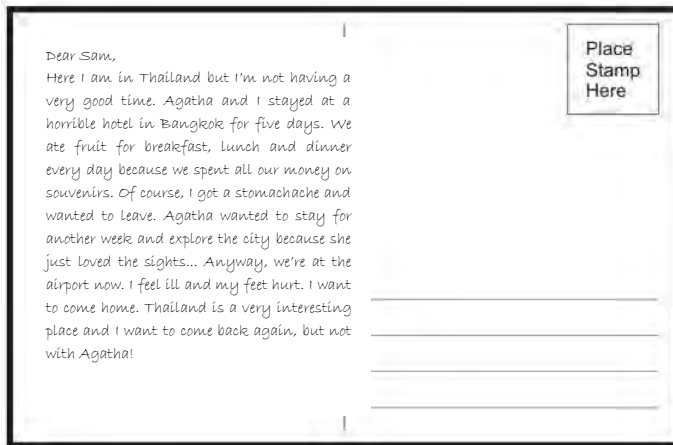 Dear Sam,
Here I am in Thailand but I'm not having a
very good time. Agatha and I stayed at a
horrible hotel in Bangkok for five days. We
ate fruit for breakfast, lunch and dinner
every day because we spent all our money on
souvenirs. Of course, I got a stomachache and
wanted to leave. Agatha wanted to stay for
another week and explore the city because she
just loved the sights... Anyway, we're at the
airport now. I feel ill and my feet hurt. I want
to come home. Thailand is a very interesting
place and I want to come back again, but not
with Agatha!
Place
Stamp
Here